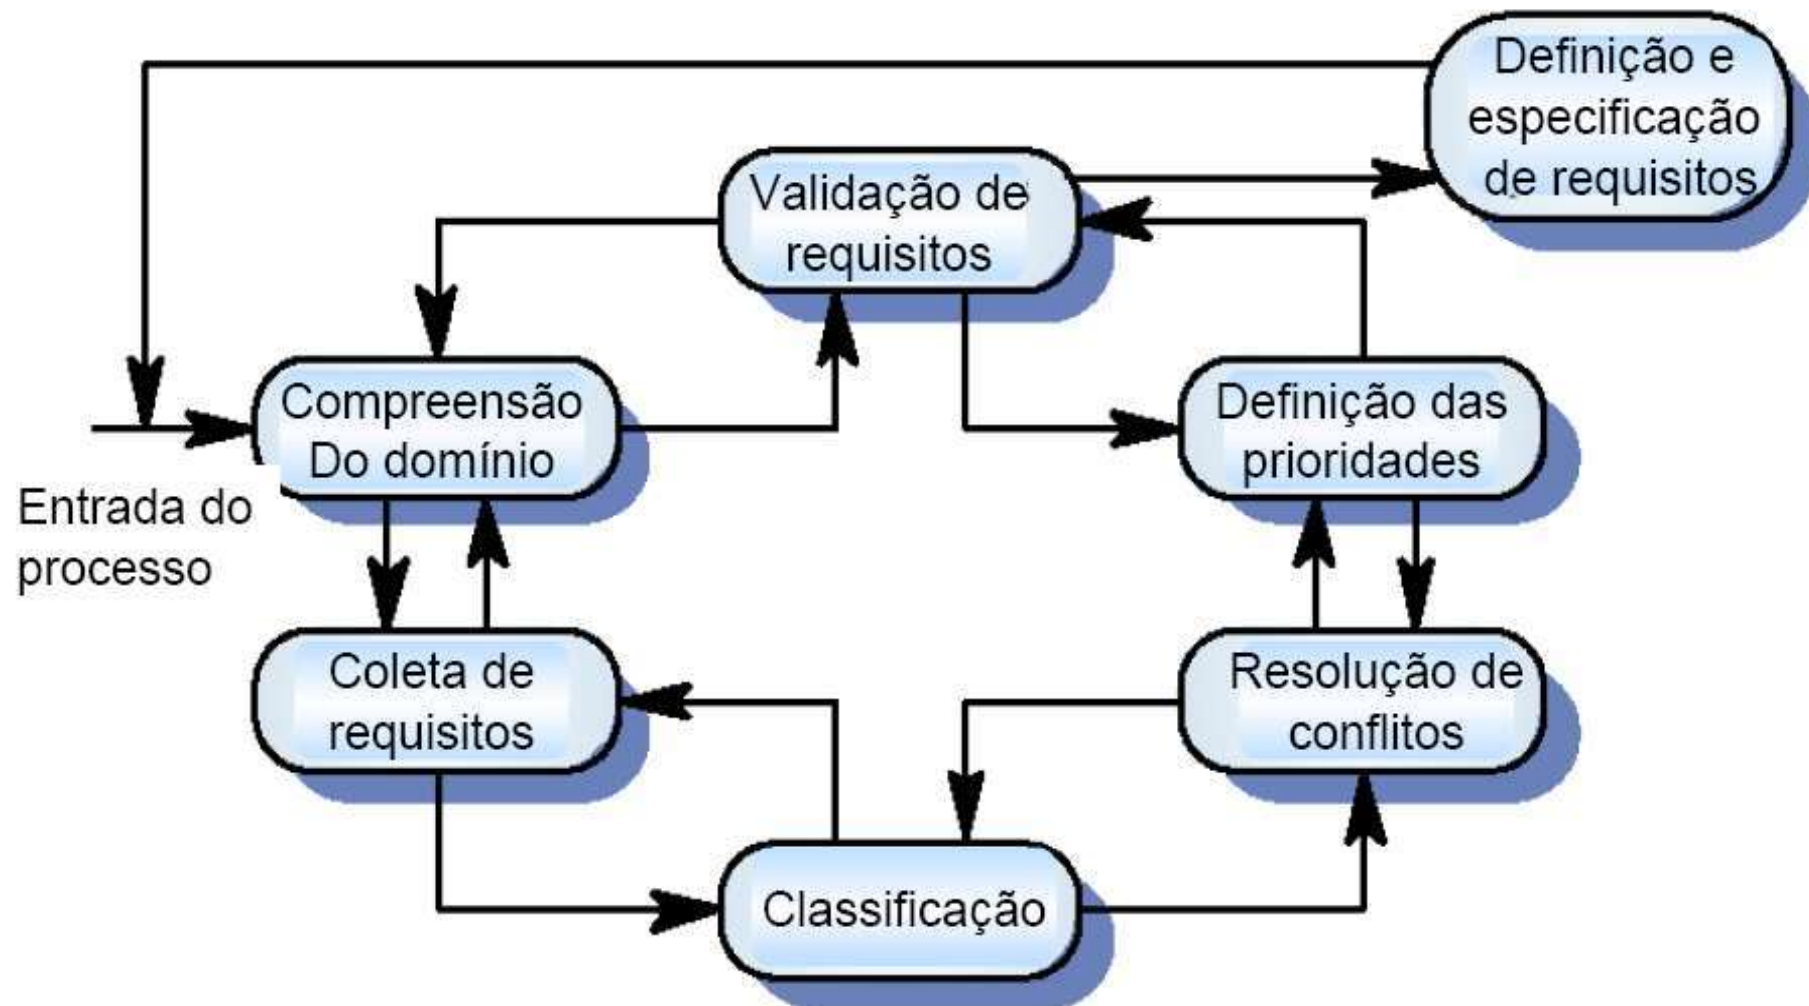 Definição e
especificação
de requisitos
Validação de
requisitos
Compreensão
Do domínio
Definição das
prioridades
Entrada do
processo
Coleta de
requisitos
Resolução de
conflitos
Classificação